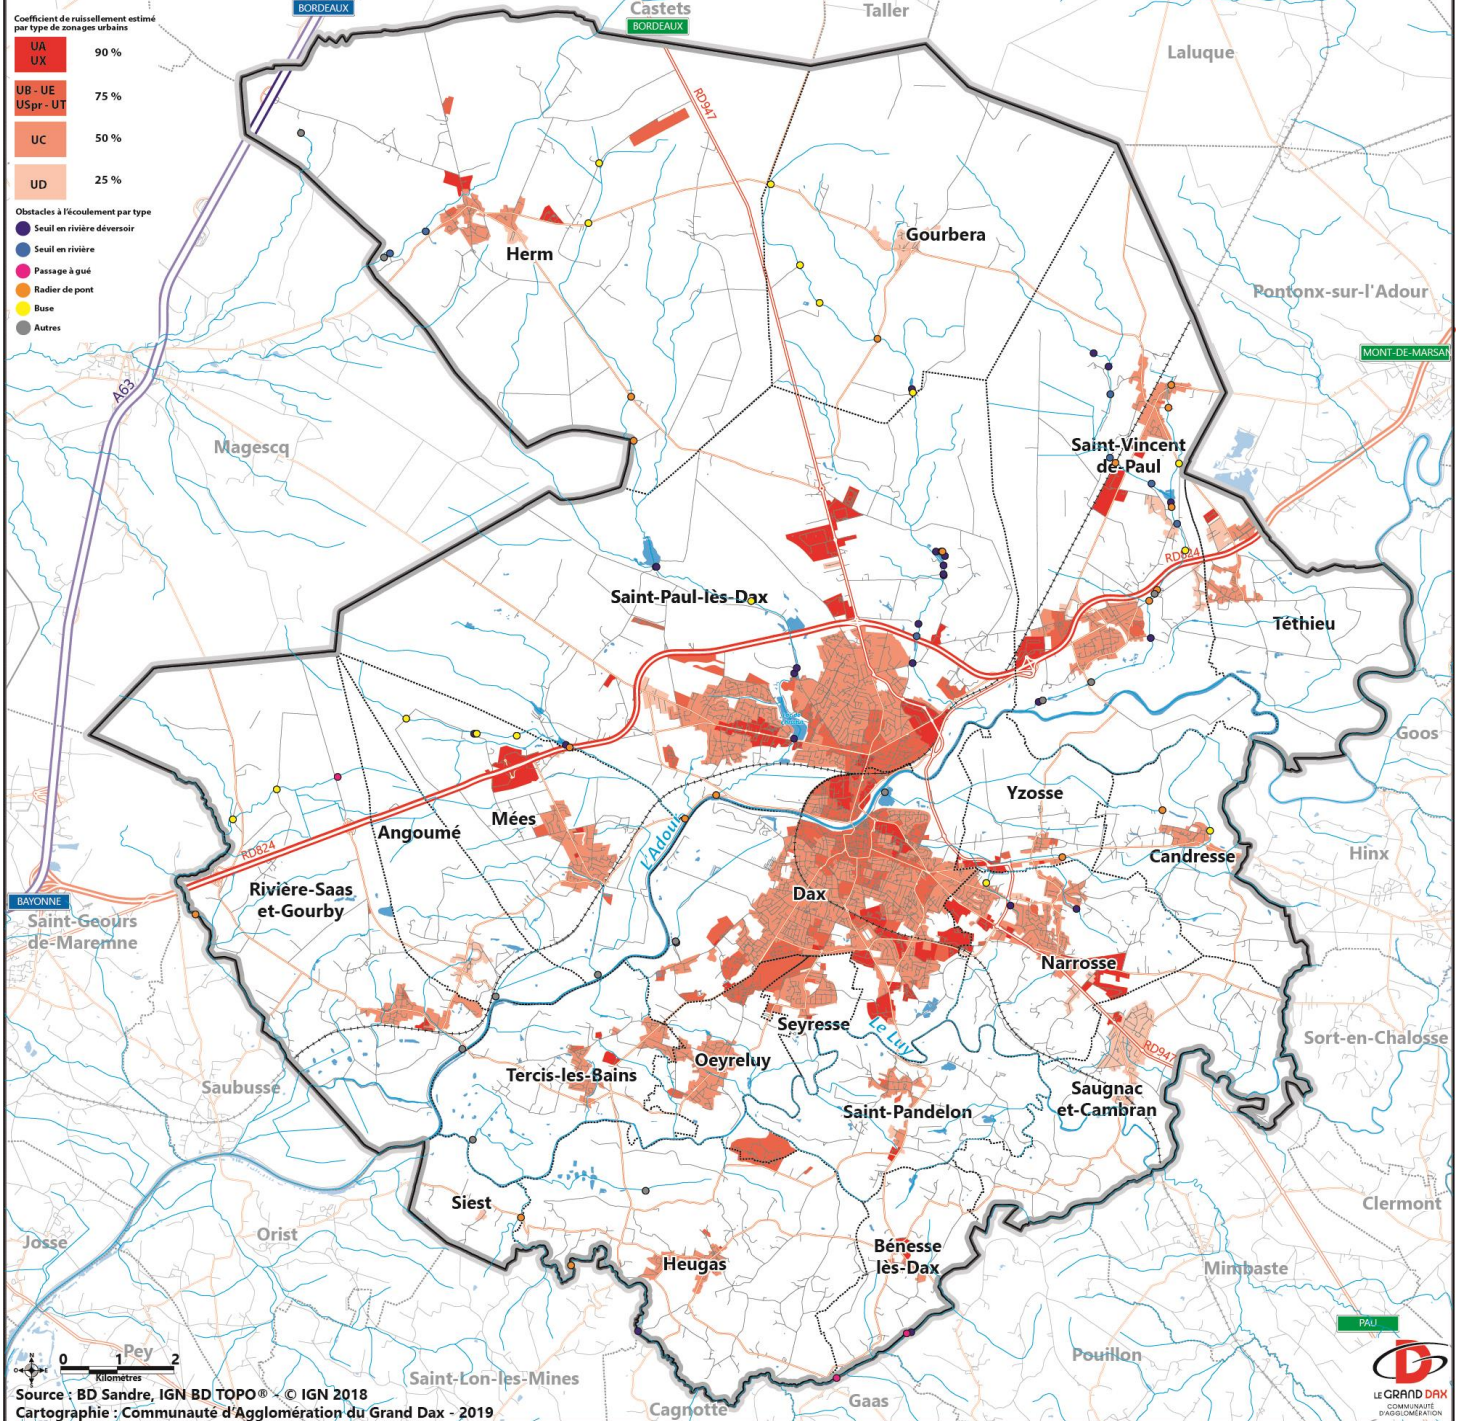 Coefficient de ruissellement estimé
par type de zonages urbains
UA
UX
90 %
UB - UE
USpr - UT
75 %
UC
50 %
UD
25 %
Obstacles à l'écoulement par type
Seuil en rivière déversoir
Seuil en rivière
Passage à gué
Radier de pont
Buse
Autres
BORDEAUX
Castets
BORDEAUX
Taller
Laluque
RD947
Herm
Gourbera
Pontonx-sur-l'Adour
MONT-DE-MARSAN
A63
Magescq
Saint-Vincent
de-Paul
RD824
Saint-Paul-lès-Dax
Téthieu
Goos
Yzosse
Mées
Angoumé
l'Adour
RD824
Candresse
Hinx
Rivière-Saas
et-Gourby
Dax
BAYONNE
Saint-Geours
de-Maremne
Narrosse
Seyresse
Le Luy
Sort-en-Chalosse
RD947
Oeyreluy
Tercis-les-Bains
Saubusse
Saint-Pandelon
Saugnac
et-Cambran
Siest
Clermont
Josse
Orist
Bénesse
lès-Dax
Heugas
Mimbaste
PAU
Pey
Pouillon
N
O
E
S
0 1 2
Kilomètres
Saint-Lon-les-Mines
Cagnotte
Gaas
Source : BD Sandre, IGN BD TOPO® - © IGN 2018
Cartographie : Communauté d'Agglomération du Grand Dax - 2019
LE GRAND DAX
COMMUNAUTÉ
D'AGGLOMÉRATION